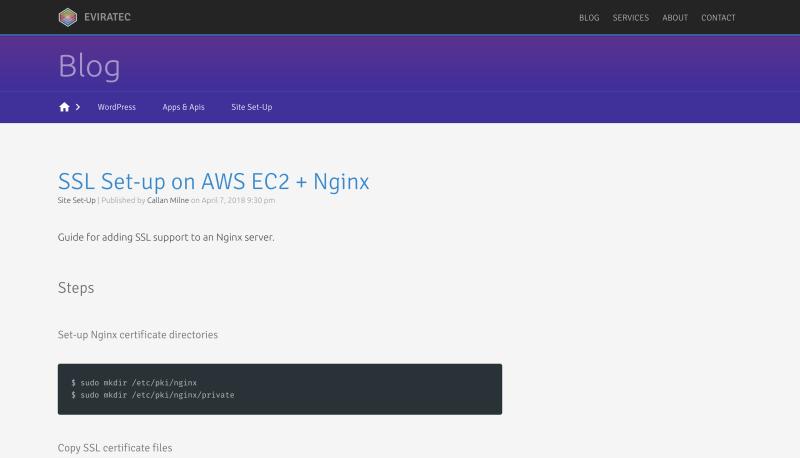 EVIRATEC
BLOG SERVICES ABOUT CONTACT
Blog
WordPress Apps & Apis Site Set-Up
SSL Set-up on AWS EC2 + Nginx
Site Set-Up | Published by Callan Milne on April 7, 2018 9:30 pm
Guide for adding SSL support to an Nginx server.
Steps
Set-up Nginx certificate directories
$ sudo mkdir /etc/pki/nginx
$ sudo mkdir /etc/pki/nginx/private
Copy SSL certificate files